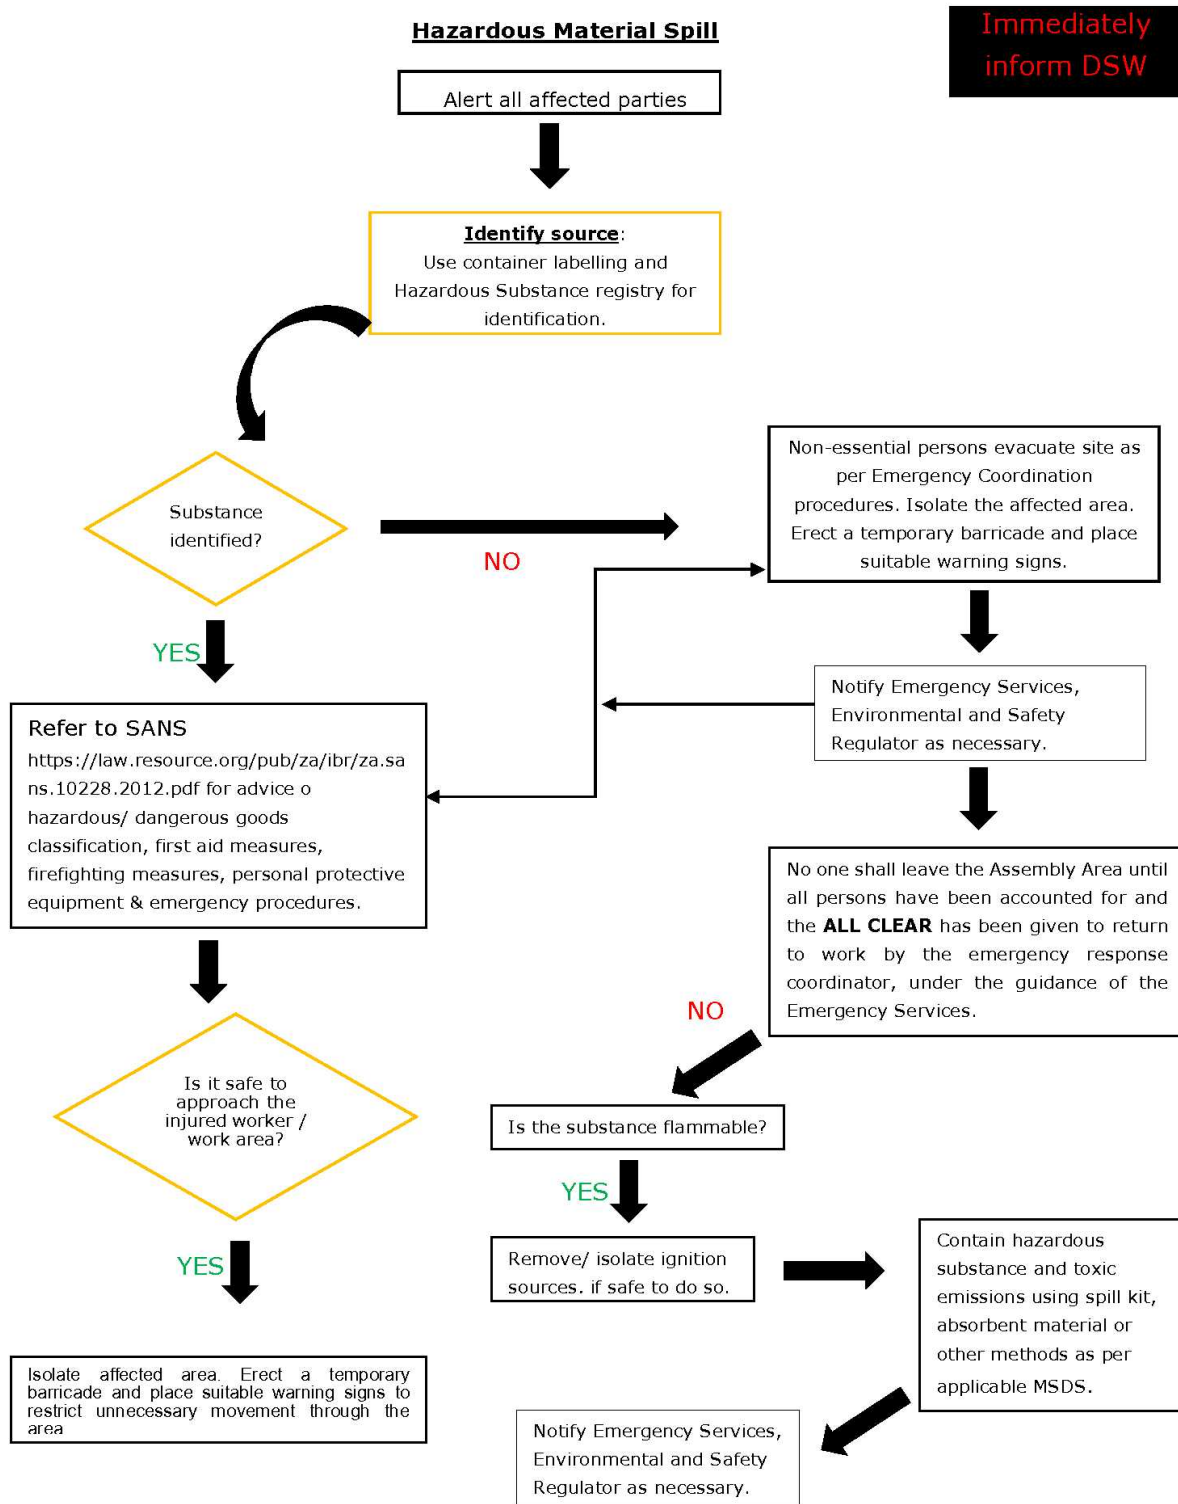 Hazardous Material Spill
Immediately
inform DSW
Alert all affected parties
Identify source:
Use container labelling and
Hazardous Substance registry for
identification.
Substance
identified?
NO
Non-essential persons evacuate site as
per Emergency Coordination
procedures. Isolate the affected area.
Erect a temporary barricade and place
suitable warning signs.
YES
Notify Emergency Services,
Environmental and Safety
Regulator as necessary.
Refer to SANS
https://law.resource.org/pub/za/ibr/za.sa
ns.10228.2012.pdf for advice o
hazardous/ dangerous goods
classification, first aid measures,
firefighting measures, personal protective
equipment & emergency procedures.
No one shall leave the Assembly Area until
all persons have been accounted for and
the ALL CLEAR has been given to return
to work by the emergency response
coordinator, under the guidance of the
Emergency Services.
NO
Is it safe to
approach the
injured worker /
work area?
Is the substance flammable?
YES
YES
Remove/ isolate ignition
sources. if safe to do so.
Contain hazardous
substance and toxic
emissions using spill kit,
absorbent material or
other methods as per
applicable MSDS.
Isolate affected area. Erect a temporary
barricade and place suitable warning signs to
restrict unnecessary movement through the
area
Notify Emergency Services,
Environmental and Safety
Regulator as necessary.